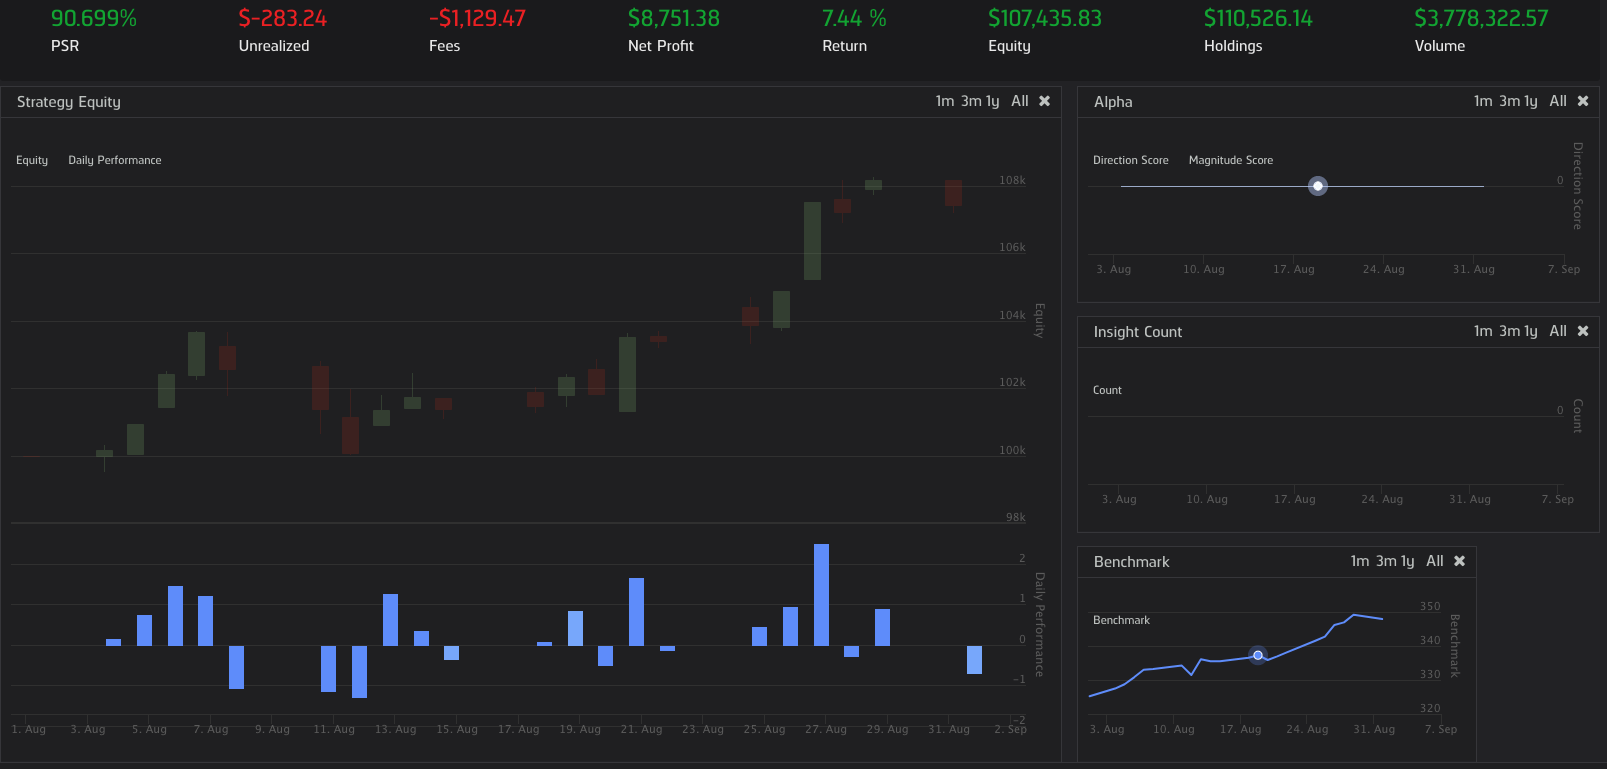 90.699% $-283.24 -$1,129.47 $8,751.38 7.44 % $107,435.83 $110,526.14 $3,778,322.57
PSR Unrealized Fees Net Profit Return Equity Holdings Volume
Strategy Equity 1m 3m 1y All ✖
Equity Daily Performance
108k
106k
104k
102k
100k
98k
Equity
2
1
0
-1
-2
Daily Performance
1. Aug 3. Aug 5. Aug 7. Aug 9. Aug 11. Aug 13. Aug 15. Aug 17. Aug 19. Aug 21. Aug 23. Aug 25. Aug 27. Aug 29. Aug 31. Aug 2. Sep
Alpha 1m 3m 1y All ✖
Direction Score Magnitude Score
0
Direction Score
3. Aug 10. Aug 17. Aug 24. Aug 31. Aug 7. Sep
Insight Count 1m 3m 1y All ✖
Count
0
Count
3. Aug 10. Aug 17. Aug 24. Aug 31. Aug 7. Sep
Benchmark 1m 3m 1y All ✖
Benchmark
350
340
330
320
Benchmark
3. Aug 10. Aug 17. Aug 24. Aug 31. Aug 7. Sep